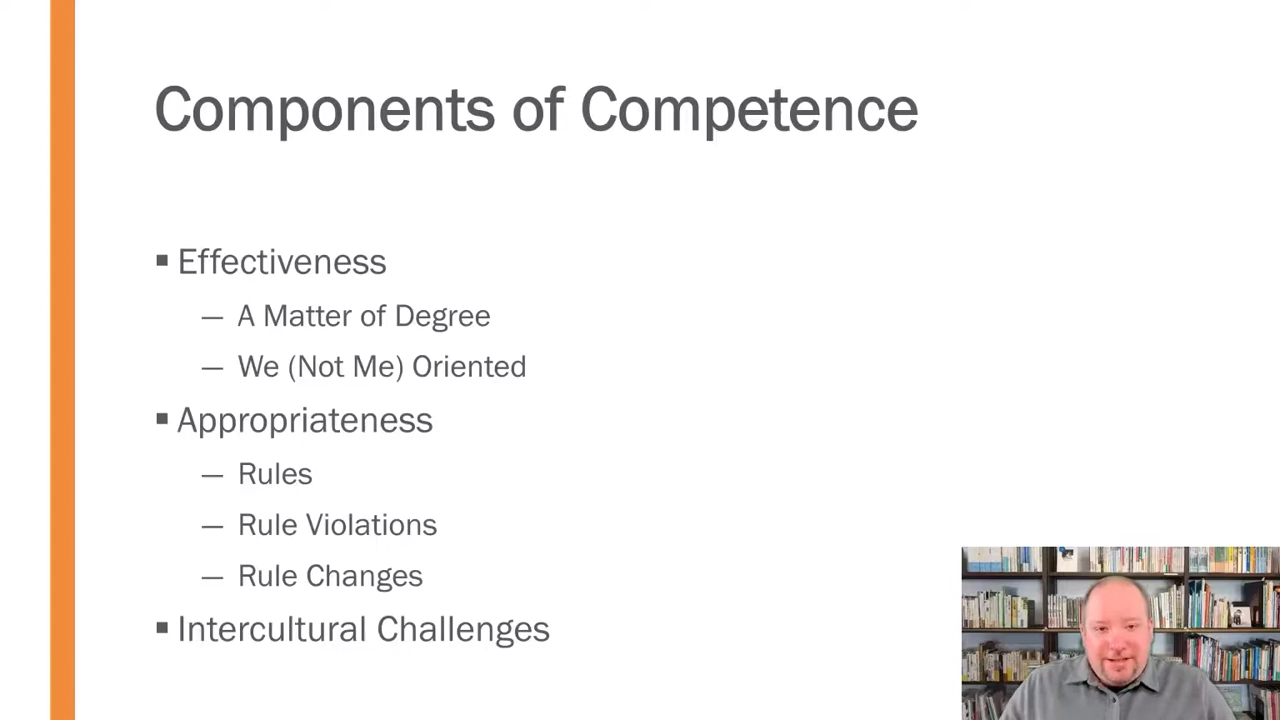 Components of Competence
▪ Effectiveness
— A Matter of Degree
— We (Not Me) Oriented
▪ Appropriateness
— Rules
— Rule Violations
— Rule Changes
▪ Intercultural Challenges